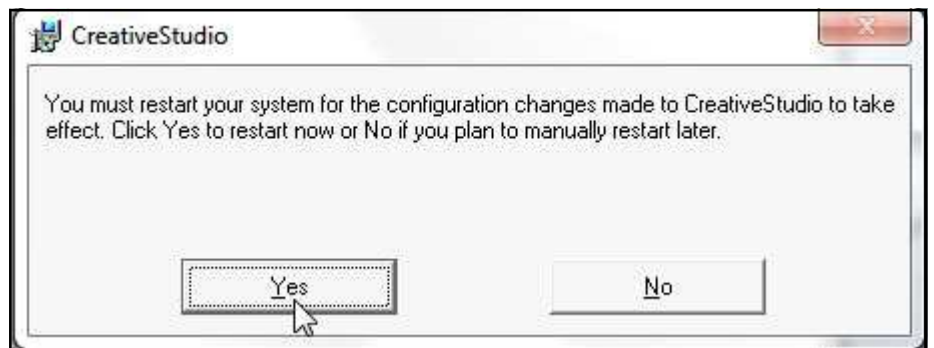 CreativeStudio
You must restart your system for the configuration changes made to CreativeStudio to take
effect. Click Yes to restart now or No if you plan to manually restart later.
Yes
No